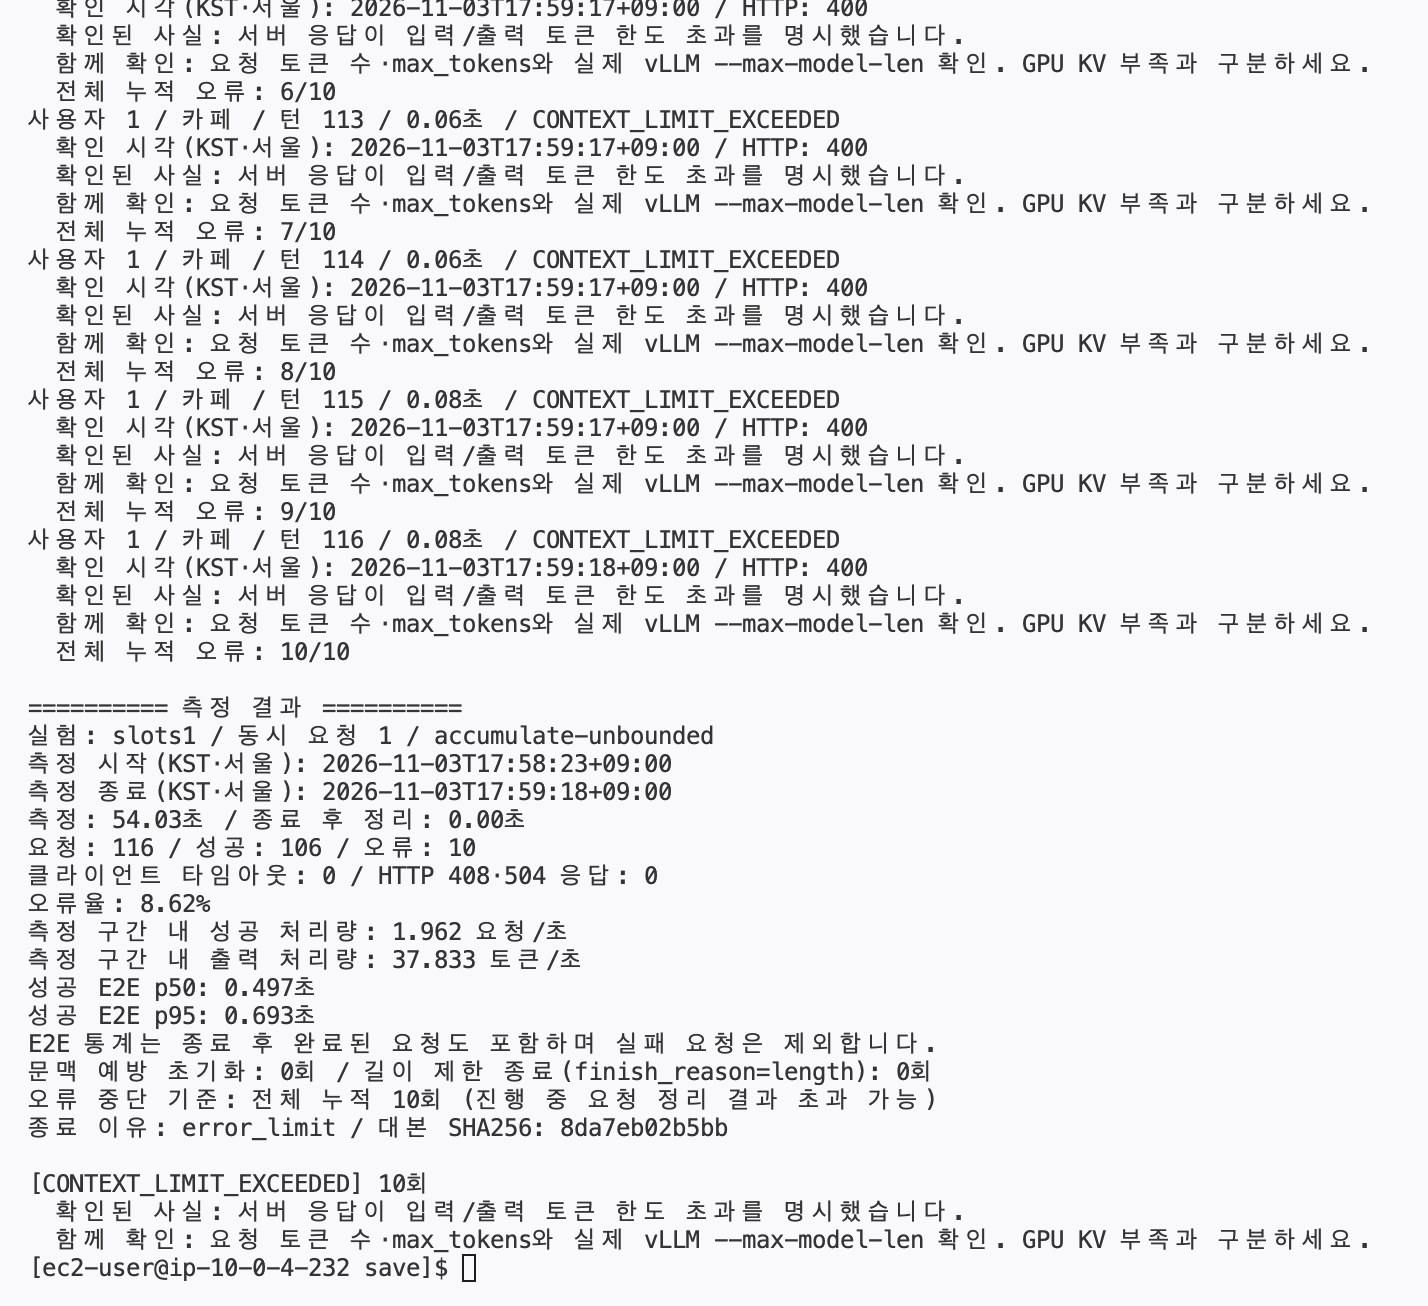 확인 시각(KST·서울): 2026-11-03T17:59:17+09:00 / HTTP: 400
확인된 사실: 서버 응답이 입력/출력 토큰 한도 초과를 명시했습니다.
함께 확인: 요청 토큰 수·max_tokens와 실제 vLLM --max-model-len 확인. GPU KV 부족과 구분하세요.
전체 누적 오류: 6/10
사용자 1 / 카페 / 턴 113 / 0.06초 / CONTEXT_LIMIT_EXCEEDED
확인 시각(KST·서울): 2026-11-03T17:59:17+09:00 / HTTP: 400
확인된 사실: 서버 응답이 입력/출력 토큰 한도 초과를 명시했습니다.
함께 확인: 요청 토큰 수·max_tokens와 실제 vLLM --max-model-len 확인. GPU KV 부족과 구분하세요.
전체 누적 오류: 7/10
사용자 1 / 카페 / 턴 114 / 0.06초 / CONTEXT_LIMIT_EXCEEDED
확인 시각(KST·서울): 2026-11-03T17:59:17+09:00 / HTTP: 400
확인된 사실: 서버 응답이 입력/출력 토큰 한도 초과를 명시했습니다.
함께 확인: 요청 토큰 수·max_tokens와 실제 vLLM --max-model-len 확인. GPU KV 부족과 구분하세요.
전체 누적 오류: 8/10
사용자 1 / 카페 / 턴 115 / 0.08초 / CONTEXT_LIMIT_EXCEEDED
확인 시각(KST·서울): 2026-11-03T17:59:17+09:00 / HTTP: 400
확인된 사실: 서버 응답이 입력/출력 토큰 한도 초과를 명시했습니다.
함께 확인: 요청 토큰 수·max_tokens와 실제 vLLM --max-model-len 확인. GPU KV 부족과 구분하세요.
전체 누적 오류: 9/10
사용자 1 / 카페 / 턴 116 / 0.08초 / CONTEXT_LIMIT_EXCEEDED
확인 시각(KST·서울): 2026-11-03T17:59:18+09:00 / HTTP: 400
확인된 사실: 서버 응답이 입력/출력 토큰 한도 초과를 명시했습니다.
함께 확인: 요청 토큰 수·max_tokens와 실제 vLLM --max-model-len 확인. GPU KV 부족과 구분하세요.
전체 누적 오류: 10/10
========== 측정 결과 ==========
실험: slots1 / 동시 요청 1 / accumulate-unbounded
측정 시작(KST·서울): 2026-11-03T17:58:23+09:00
측정 종료(KST·서울): 2026-11-03T17:59:18+09:00
측정: 54.03초 / 종료 후 정리: 0.00초
요청: 116 / 성공: 106 / 오류: 10
클라이언트 타임아웃: 0 / HTTP 408·504 응답: 0
오류율: 8.62%
측정 구간 내 성공 처리량: 1.962 요청/초
측정 구간 내 출력 처리량: 37.833 토큰/초
성공 E2E p50: 0.497초
성공 E2E p95: 0.693초
E2E 통계는 종료 후 완료된 요청도 포함하며 실패 요청은 제외합니다.
문맥 예방 초기화: 0회 / 길이 제한 종료(finish_reason=length): 0회
오류 중단 기준: 전체 누적 10회 (진행 중 요청 정리 결과 초과 가능)
종료 이유: error_limit / 대본 SHA256: 8da7eb02b5bb
[CONTEXT_LIMIT_EXCEEDED] 10회
확인된 사실: 서버 응답이 입력/출력 토큰 한도 초과를 명시했습니다.
함께 확인: 요청 토큰 수·max_tokens와 실제 vLLM --max-model-len 확인. GPU KV 부족과 구분하세요.
[ec2-user@ip-10-0-4-232 save]$